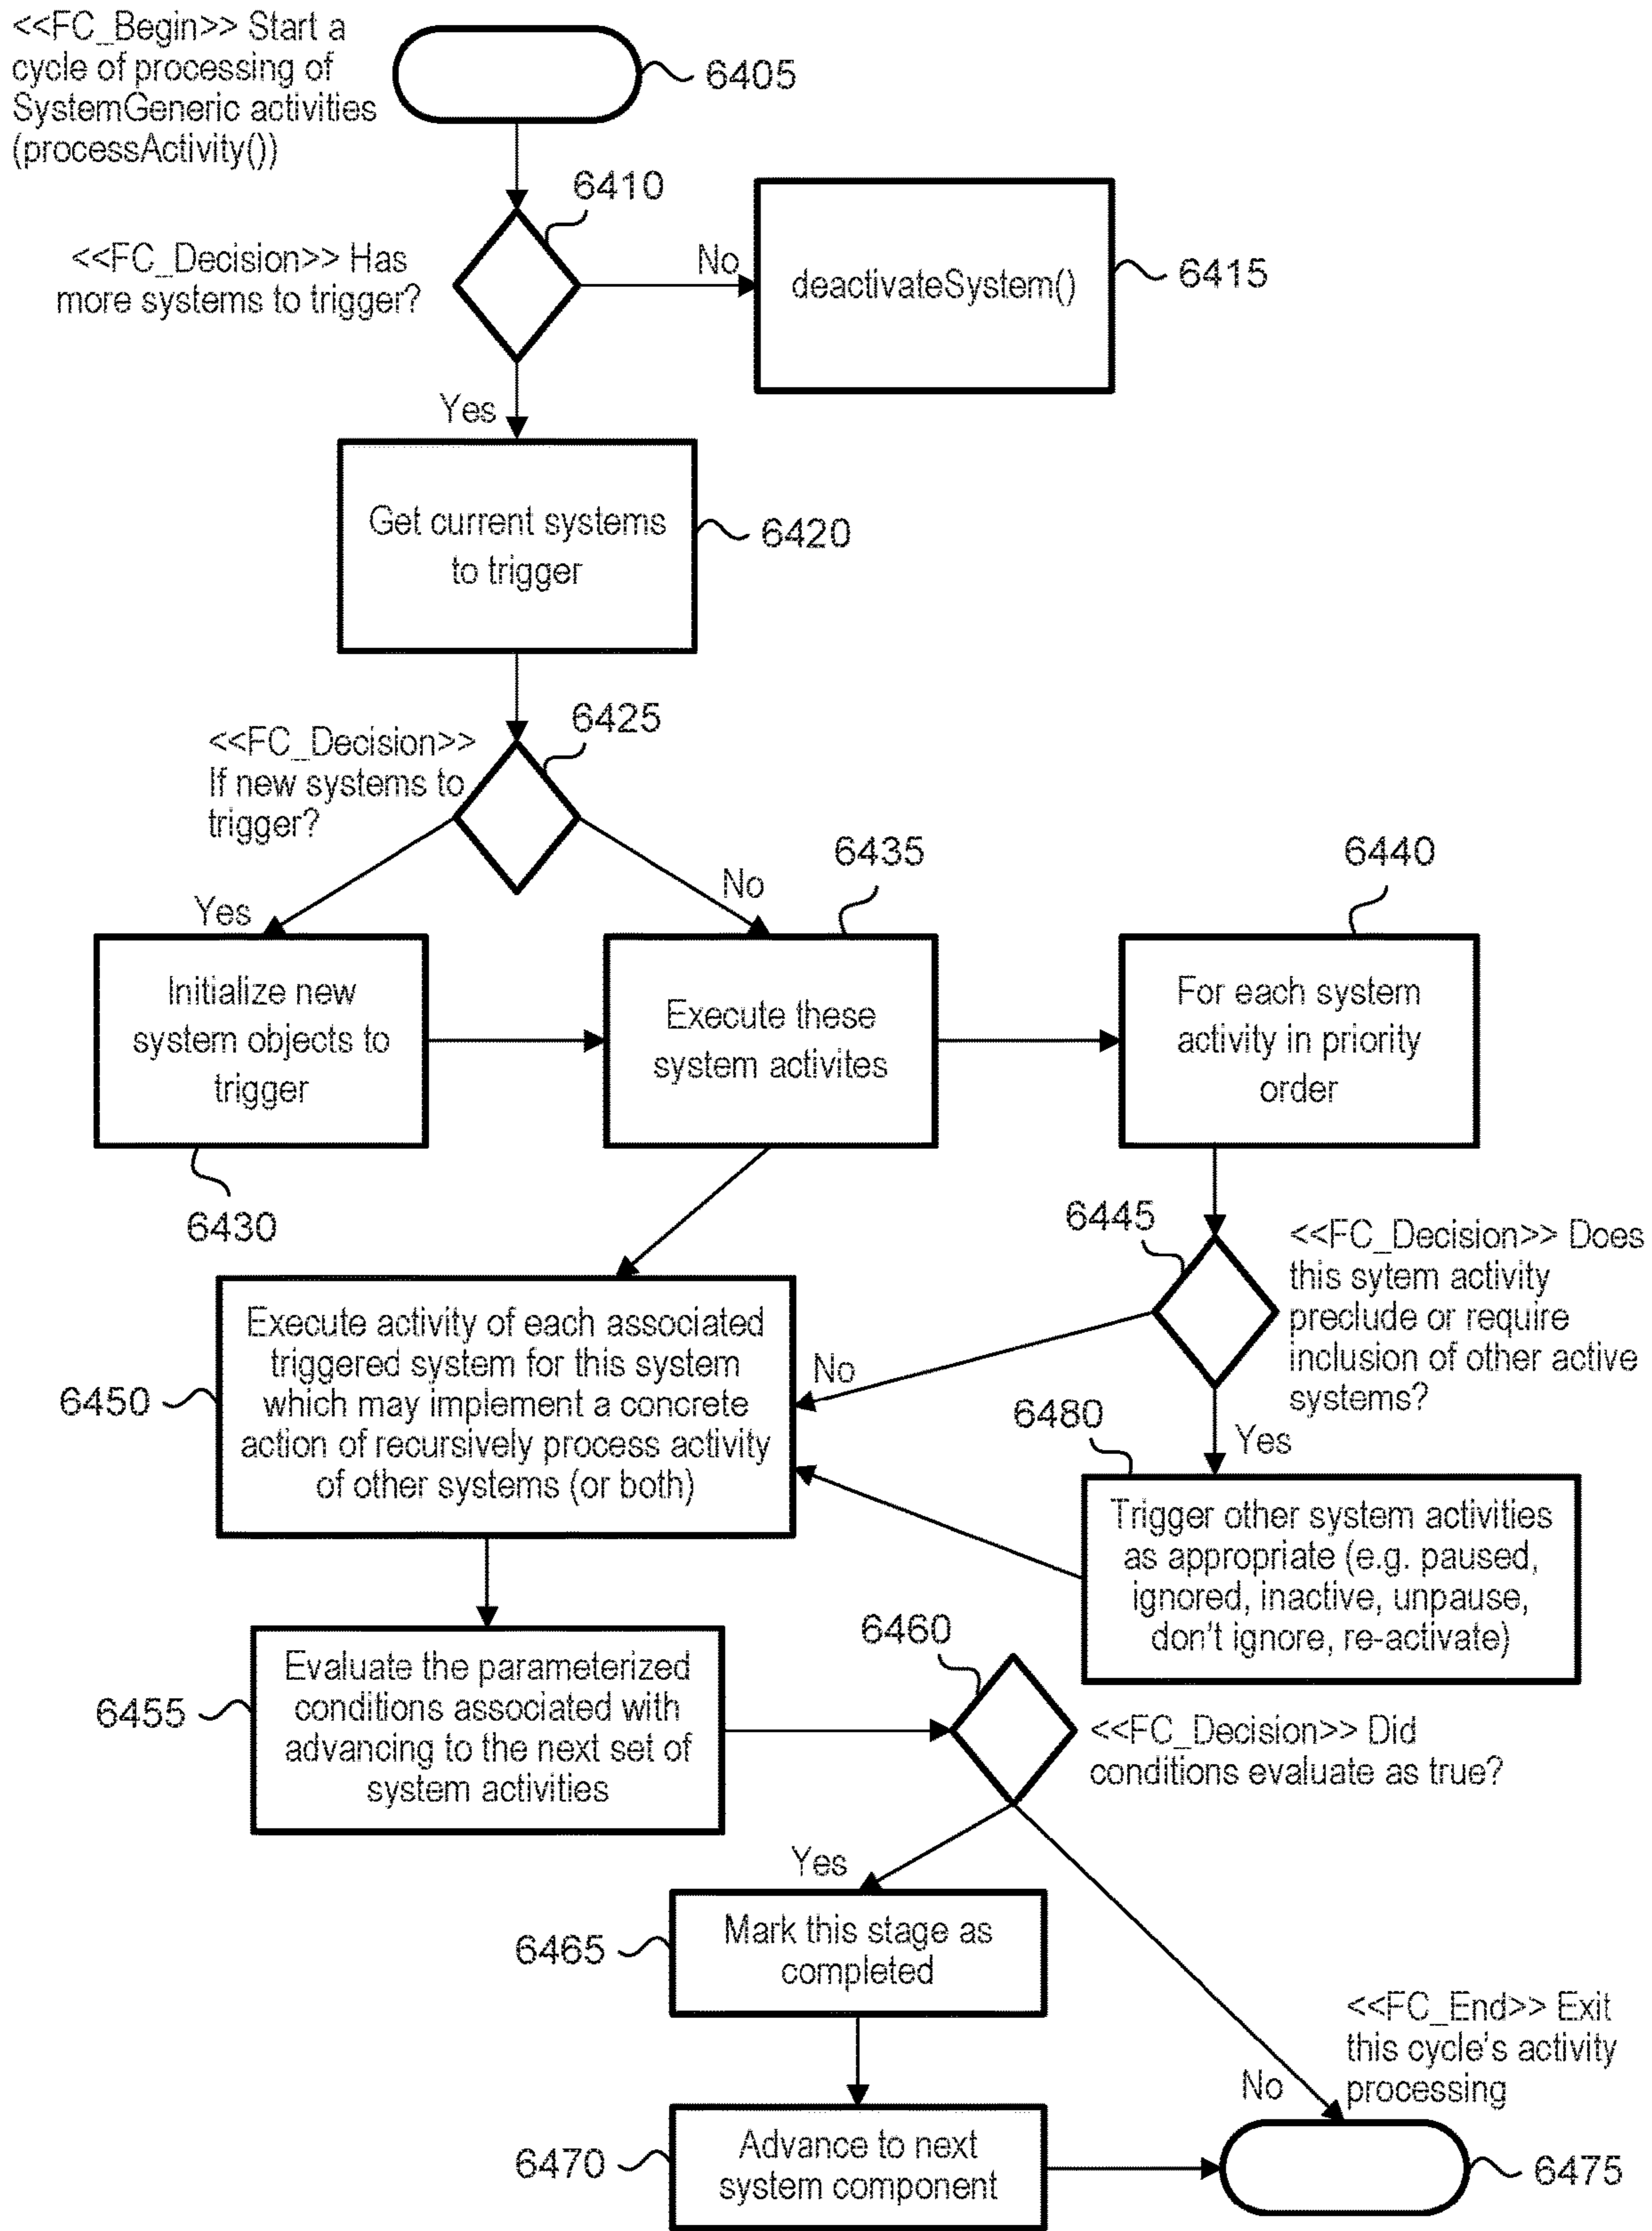 <<FC_Begin>> Start a
cycle of processing of
SystemGeneric activities
(processActivity())
6405
6410
<<FC_Decision>> Has
more systems to trigger?
No
deactivateSystem()
6415
Yes
Get current systems
to trigger
6420
<<FC_Decision>>
If new systems to
trigger?
6425
Yes
No
6435
6440
Initialize new
system objects to
trigger
Execute these
system activites
For each system
activity in priority
order
6430
6445
<<FC_Decision>> Does
this sytem activity
preclude or require
inclusion of other active
systems?
No
Yes
6450
Execute activity of each associated
triggered system for this system
which may implement a concrete
action of recursively process activity
of other systems (or both)
6480
Trigger other system activities
as appropriate (e.g. paused,
ignored, inactive, unpause,
don't ignore, re-activate)
6455
Evaluate the parameterized
conditions associated with
advancing to the next set of
system activities
6460
<<FC_Decision>> Did
conditions evaluate as true?
Yes
6465
Mark this stage as
completed
<<FC_End>> Exit
this cycle's activity
processing
No
6470
Advance to next
system component
6475